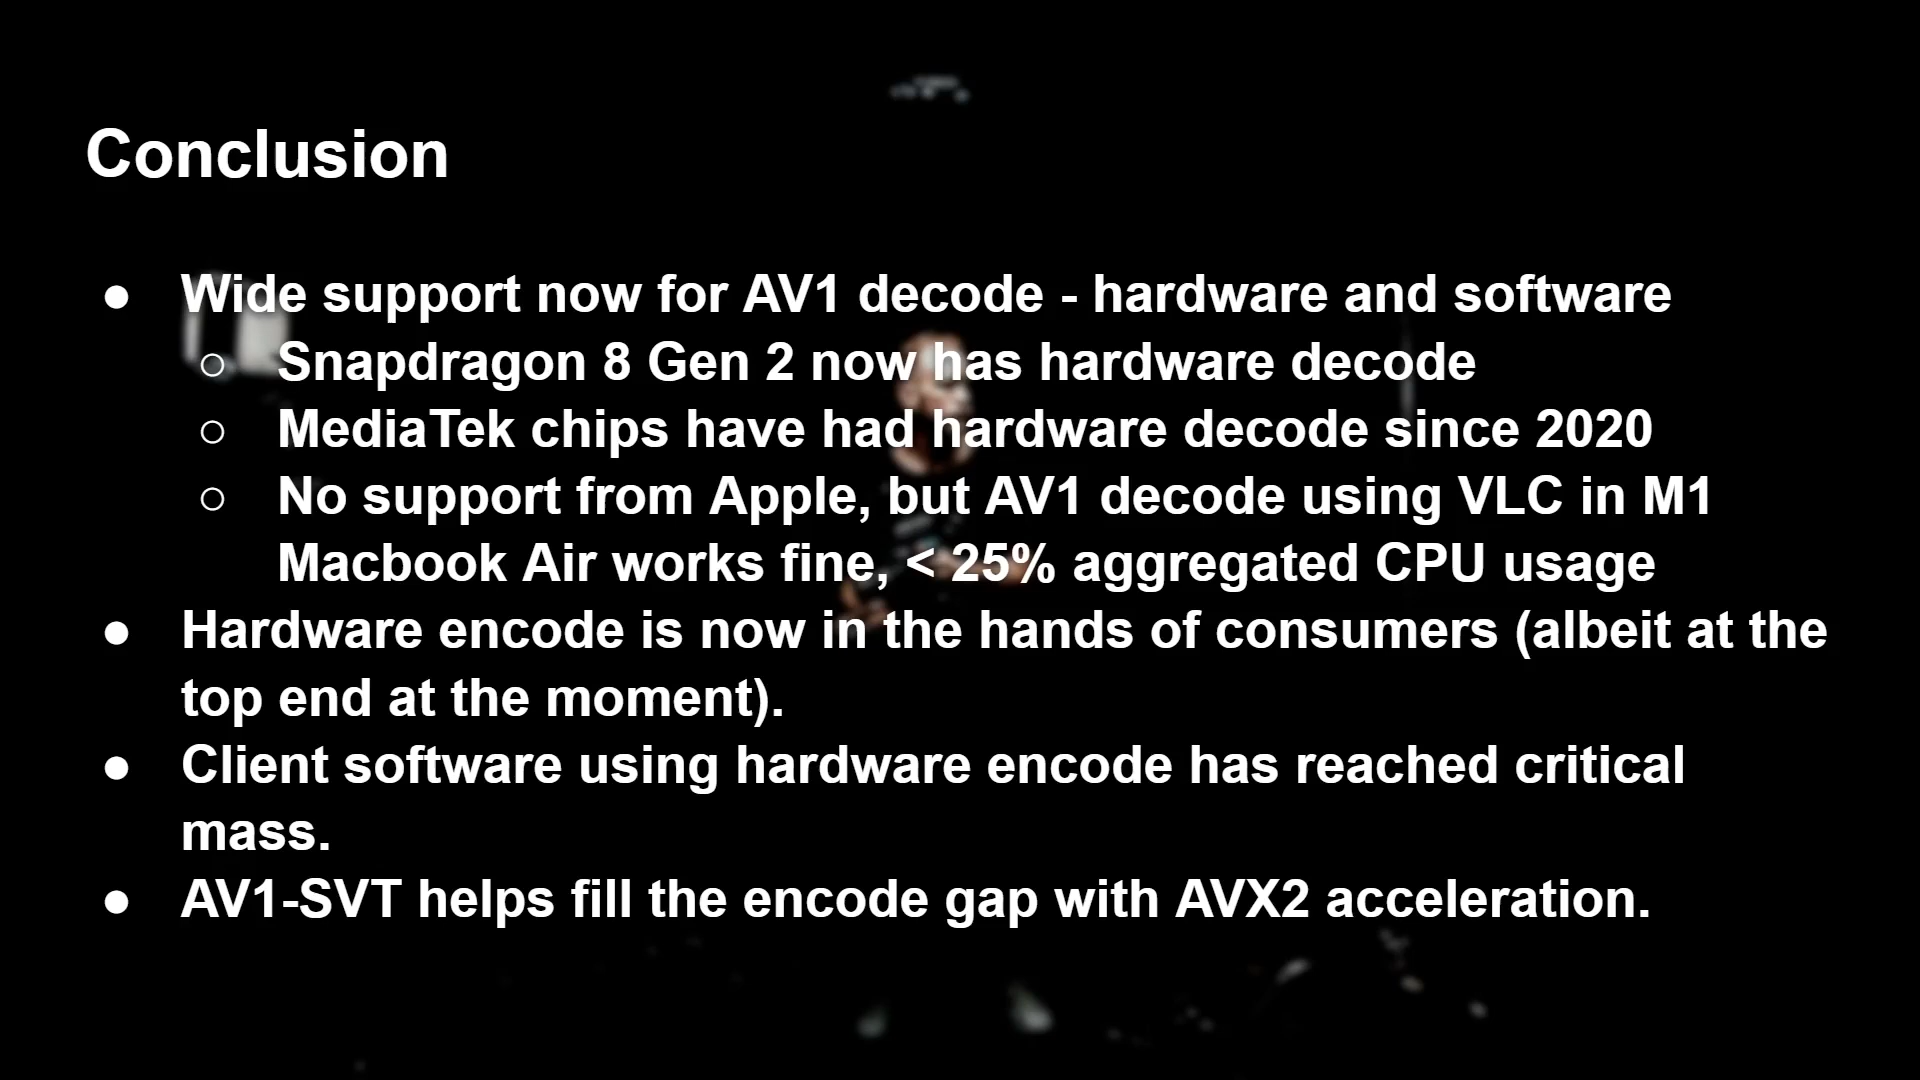 Conclusion
● Wide support now for AV1 decode - hardware and software
○ Snapdragon 8 Gen 2 now has hardware decode
○ MediaTek chips have had hardware decode since 2020
○ No support from Apple, but AV1 decode using VLC in M1
Macbook Air works fine, < 25% aggregated CPU usage
● Hardware encode is now in the hands of consumers (albeit at the
top end at the moment).
● Client software using hardware encode has reached critical
mass.
● AV1-SVT helps fill the encode gap with AVX2 acceleration.